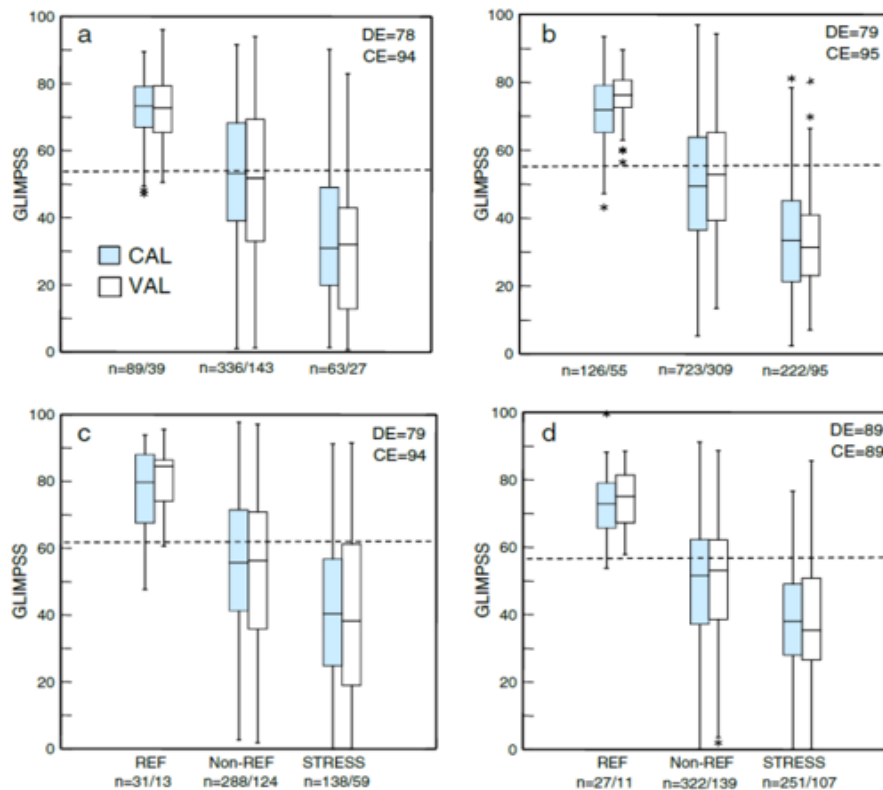 a
DE=78
CE=94
100
80
60
40
20
0
GLIMPSS
CAL
VAL
n=89/39
n=336/143
n=63/27
b
DE=79
CE=95
100
80
60
40
20
0
GLIMPSS
n=126/55
n=723/309
n=222/95
c
DE=79
CE=94
100
80
60
40
20
0
GLIMPSS
REF
Non-REF
STRESS
n=31/13
n=288/124
n=138/59
d
DE=89
CE=89
100
80
60
40
20
0
GLIMPSS
REF
Non-REF
STRESS
n=27/11
n=322/139
n=251/107